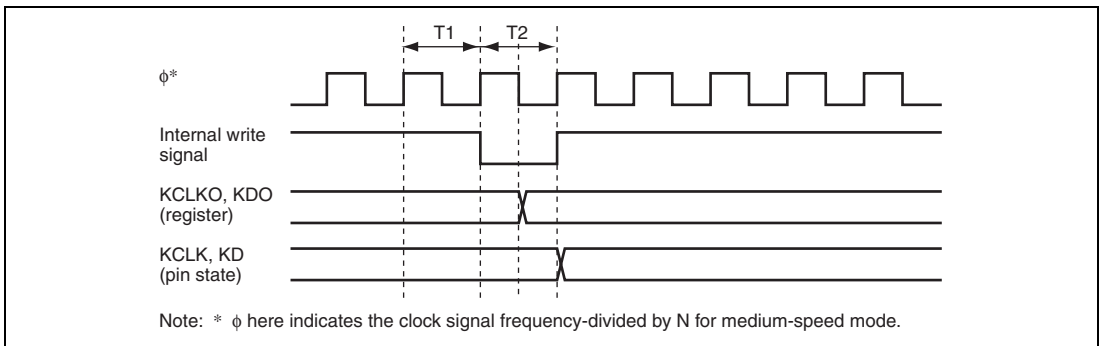 T1 T2
ϕ*
Internal write
signal
KCLKO, KDO
(register)
KCLK, KD
(pin state)
Note: * ϕ here indicates the clock signal frequency-divided by N for medium-speed mode.